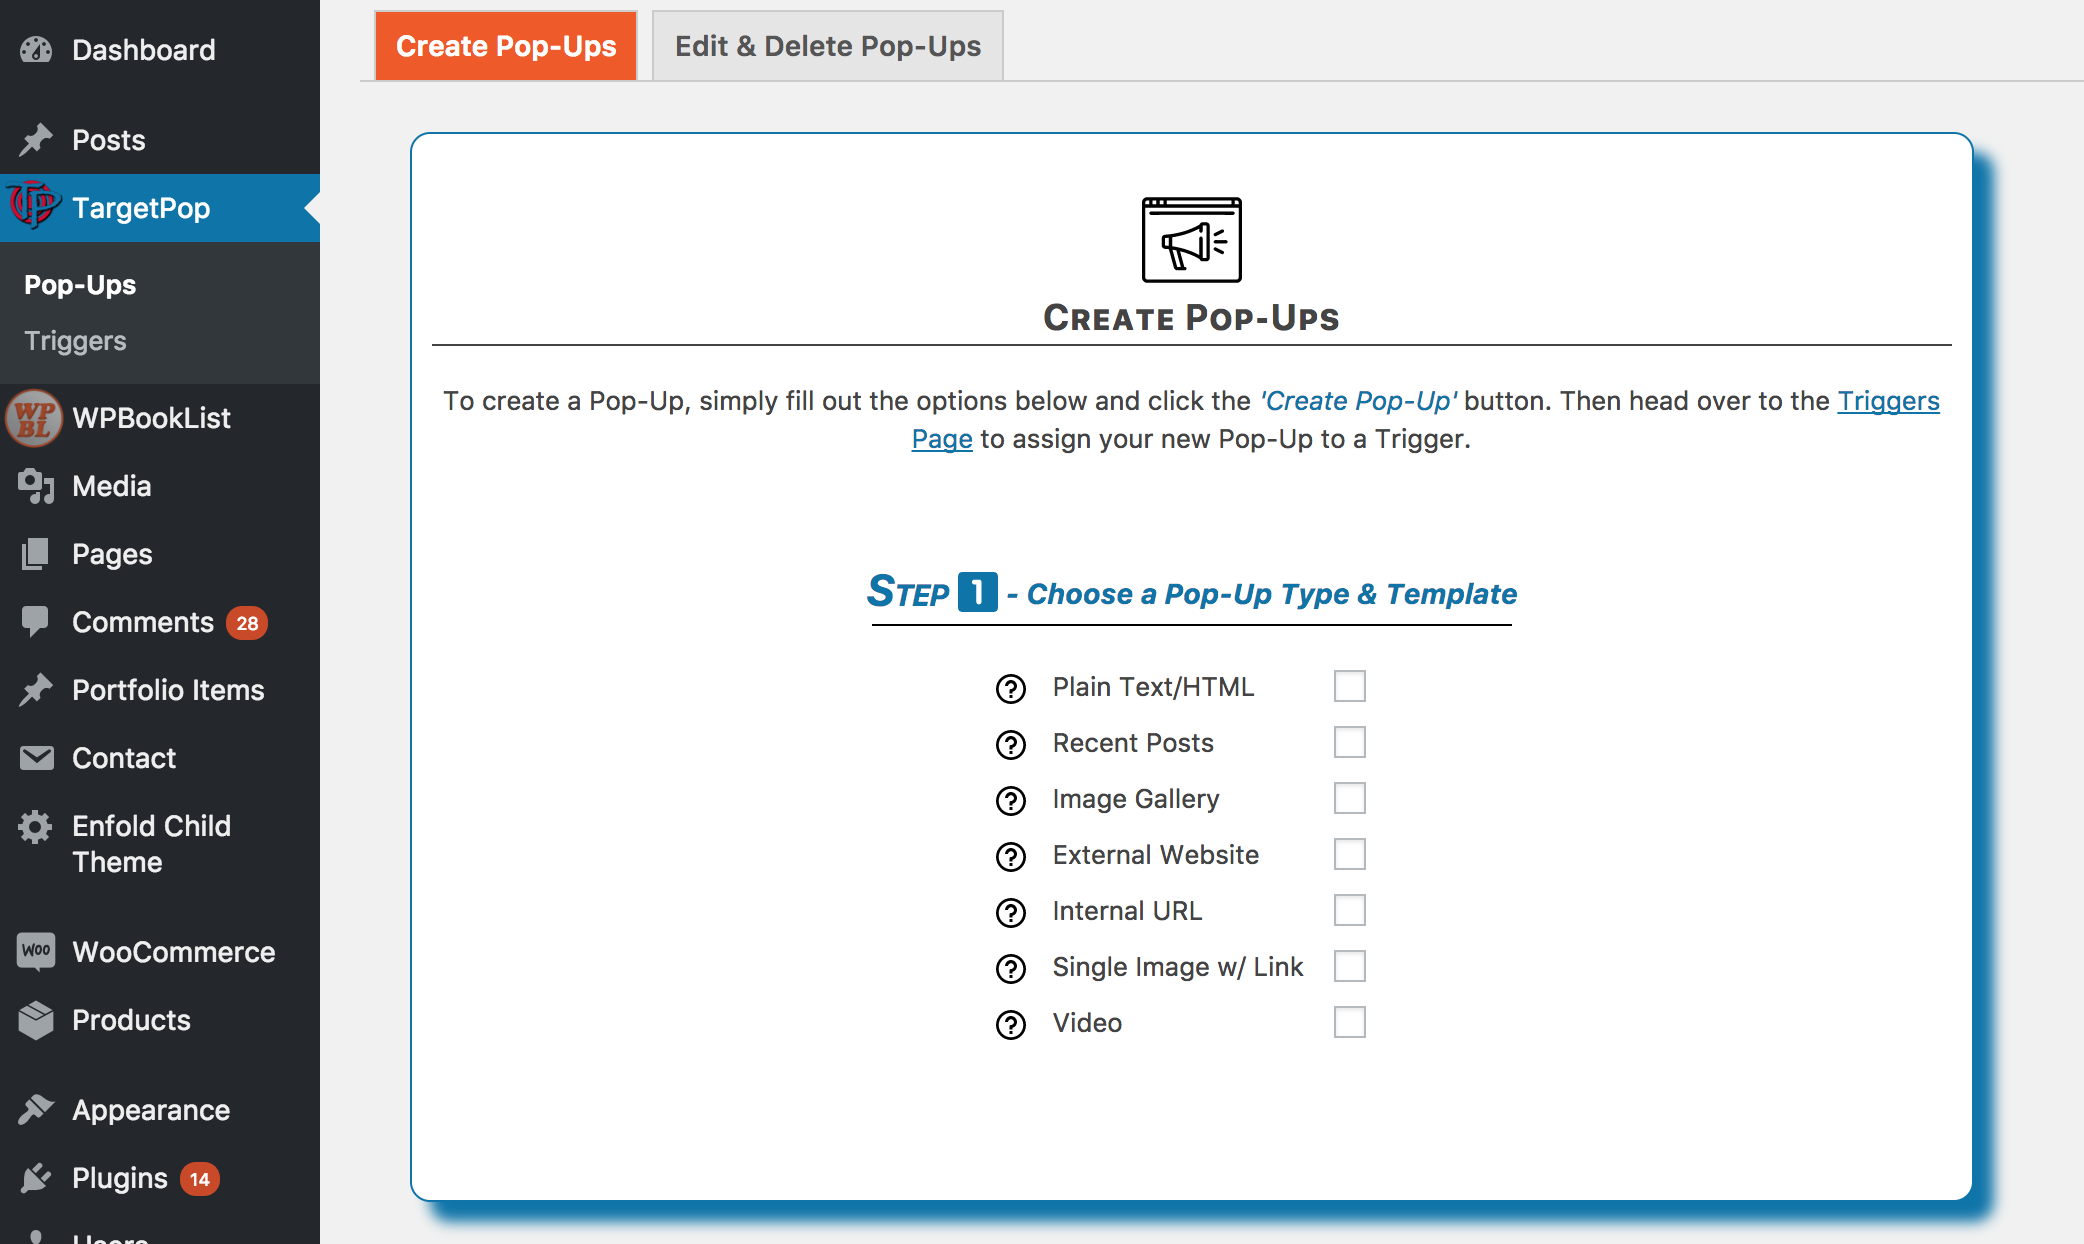 Dashboard
Posts
TargetPop
Pop-Ups
Triggers
WP
BL
WPBookList
Media
Pages
Comments 28
Portfolio Items
Contact
Enfold Child
Theme
Woo
WooCommerce
Products
Appearance
Plugins 14
Users
Create Pop-Ups
Edit & Delete Pop-Ups
Create Pop-Ups
To create a Pop-Up, simply fill out the options below and click the 'Create Pop-Up' button. Then head over to the Triggers
Page to assign your new Pop-Up to a Trigger.
Step 1 - Choose a Pop-Up Type & Template
? Plain Text/HTML
? Recent Posts
? Image Gallery
? External Website
? Internal URL
? Single Image w/ Link
? Video